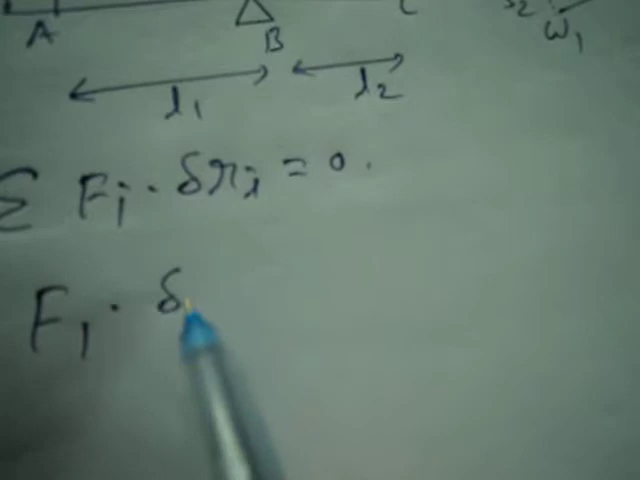 A B C
l₁ l₂
ω₁
Σ Fᵢ · δrᵢ = 0.
F₁ · δ